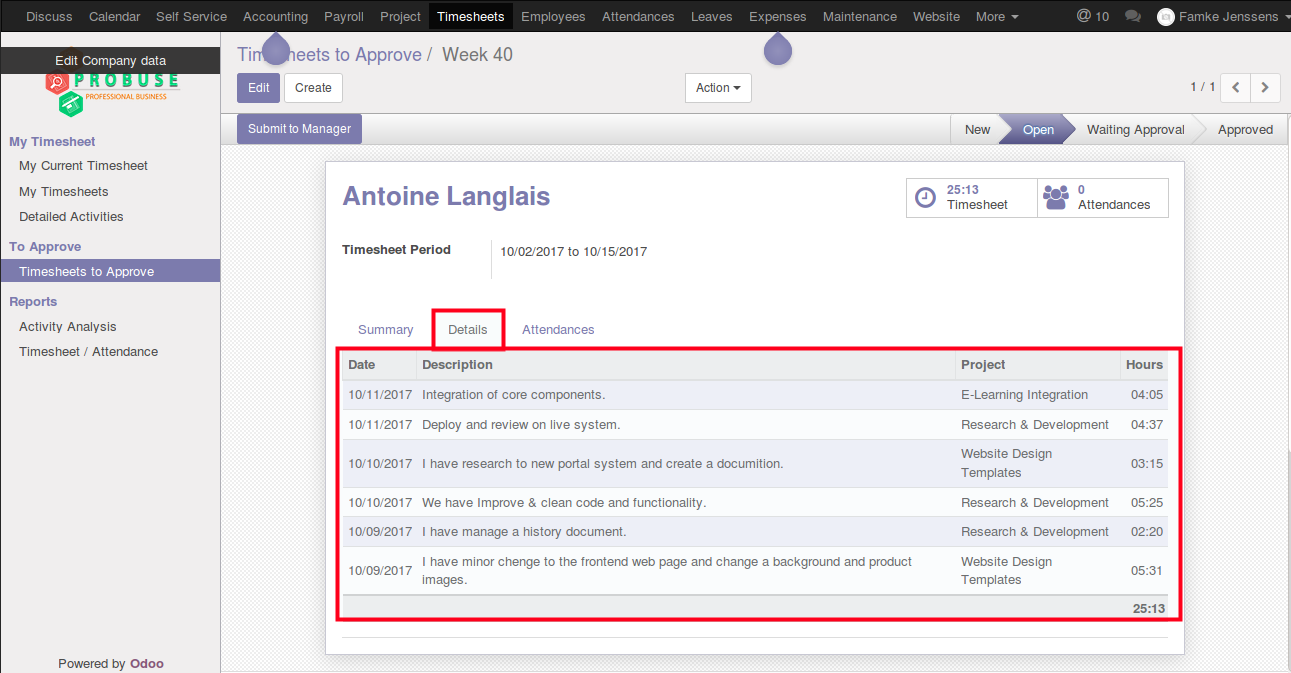 Discuss Calendar Self Service Accounting Payroll Project Timesheets Employees Attendances Leaves Expenses Maintenance Website More @ 10 Famke Jenssens
Edit Company data
PROBUSE
PROFESSIONAL BUSINESS
My Timesheet
My Current Timesheet
My Timesheets
Detailed Activities
To Approve
Timesheets to Approve
Reports
Activity Analysis
Timesheet / Attendance
Powered by Odoo
Timesheets to Approve / Week 40
Edit Create Action 1 / 1
Submit to Manager New Open Waiting Approval Approved
Antoine Langlais
25:13
Timesheet
0
Attendances
Timesheet Period 10/02/2017 to 10/15/2017
Summary Details Attendances
Date Description Project Hours
10/11/2017 Integration of core components. E-Learning Integration 04:05
10/11/2017 Deploy and review on live system. Research & Development 04:37
10/10/2017 I have research to new portal system and create a documition. Website Design Templates 03:15
10/10/2017 We have Improve & clean code and functionality. Research & Development 05:25
10/09/2017 I have manage a history document. Research & Development 02:20
10/09/2017 I have minor chenge to the frontend web page and change a background and product images. Website Design Templates 05:31
25:13